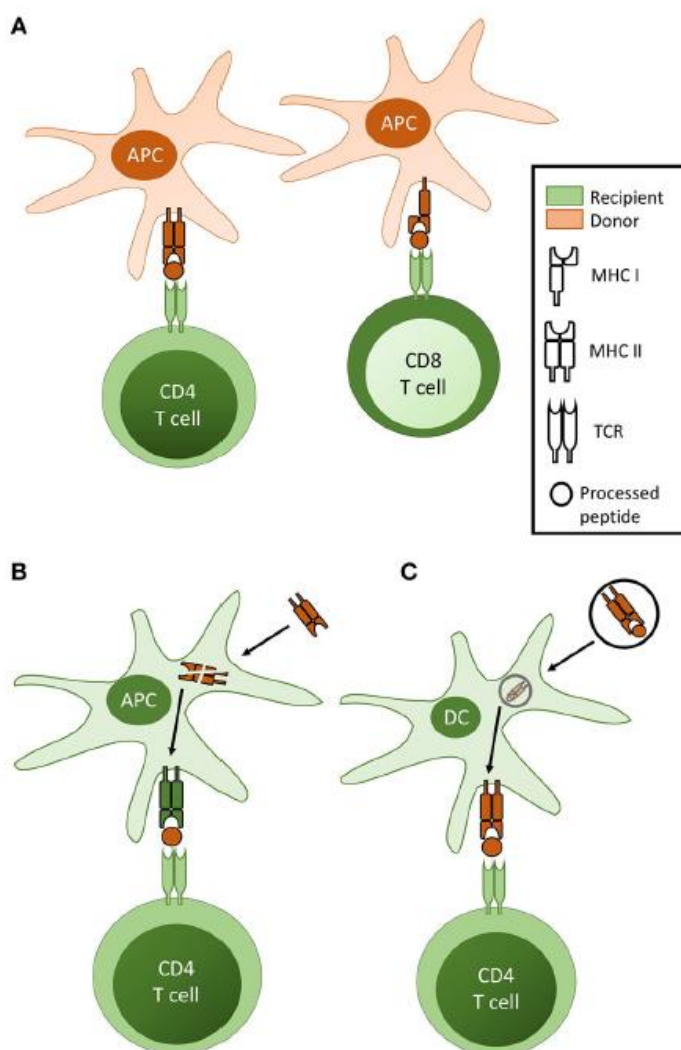 A
APC
APC
CD4
T cell
CD8
T cell
Recipient
Donor
MHC I
MHC II
TCR
Processed
peptide
B
APC
CD4
T cell
C
DC
CD4
T cell